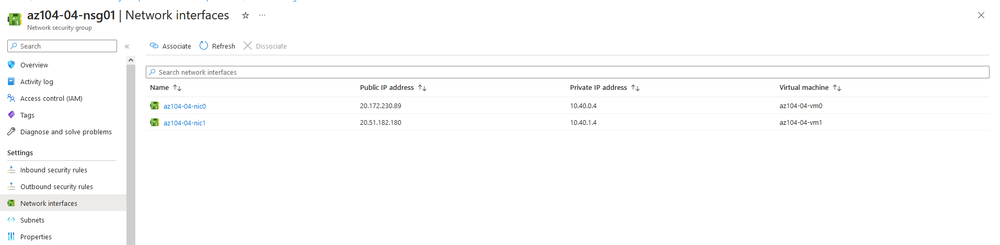 az104-04-nsg01 | Network interfaces
Network security group
Search
Overview
Activity log
Access control (IAM)
Tags
Diagnose and solve problems
Settings
Inbound security rules
Outbound security rules
Network interfaces
Subnets
Properties
Associate Refresh Dissociate
Search network interfaces
Name Public IP address Private IP address Virtual machine
az104-04-nic0 20.172.230.89 10.40.0.4 az104-04-vm0
az104-04-nic1 20.51.182.180 10.40.1.4 az104-04-vm1